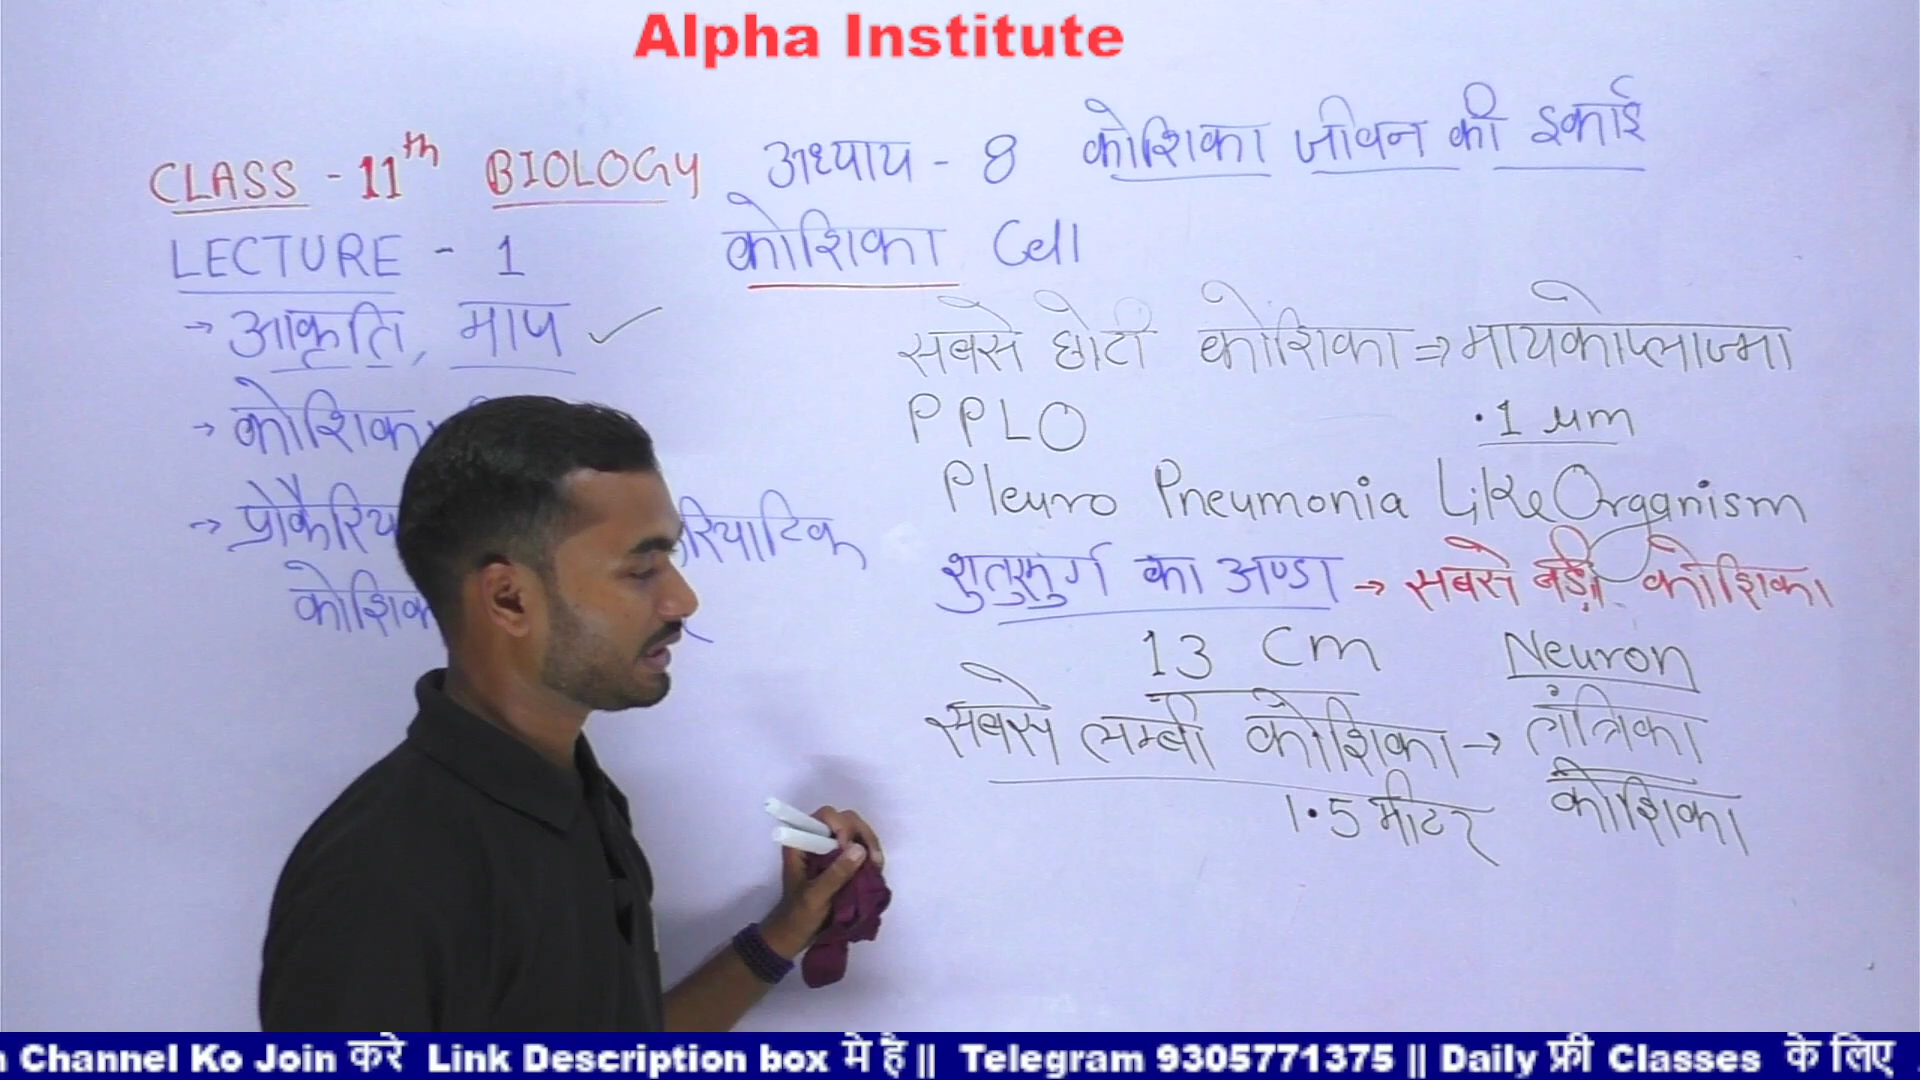 Alpha Institute
CLASS - 11th BIOLOGY अध्याय - 8 कोशिका जीवन की इकाई
LECTURE - 1 कोशिका Cell
→ आकृति, माप ✓
→ कोशिका
→
कोशिक
सबसे छोटी कोशिका ⇒ मायकोप्लाज्मा
PPLO .1 μm
Pleuro Pneumonia Like Organism
शुतुरमुर्ग का अण्डा → सबसे बड़ी कोशिका
13 Cm Neuron
सबसे लम्बी कोशिका → तंत्रिका
1.5 मीटर कोशिका
Channel Ko Join करे Link Description box मे है || Telegram 9305771375 || Daily फ्री Classes के लिए